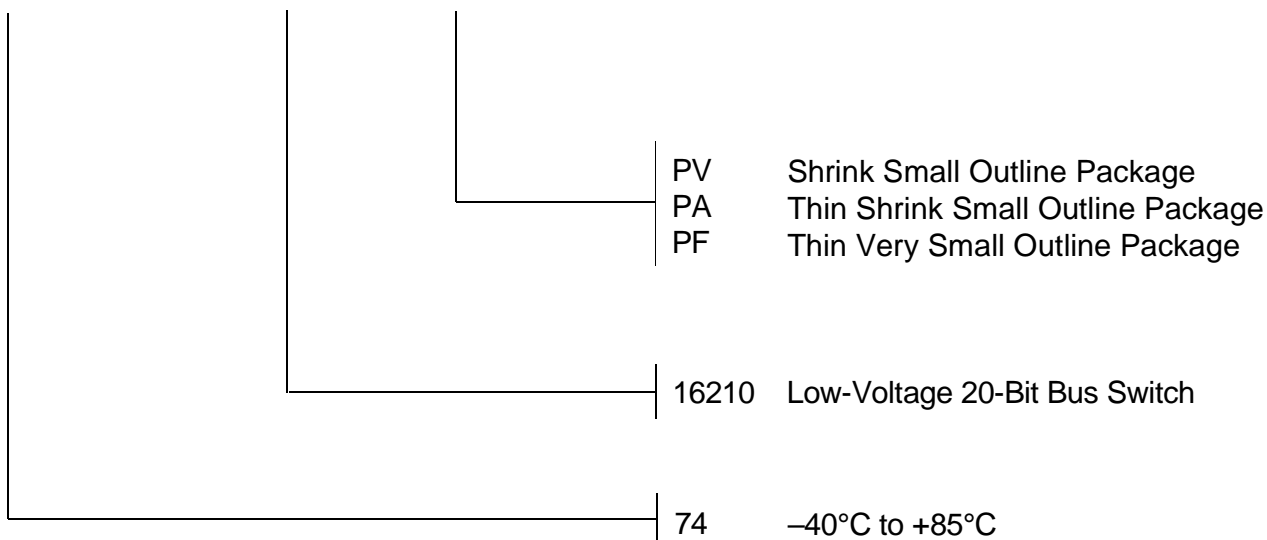 PV Shrink Small Outline Package
PA Thin Shrink Small Outline Package
PF Thin Very Small Outline Package
16210 Low-Voltage 20-Bit Bus Switch
74 –40°C to +85°C